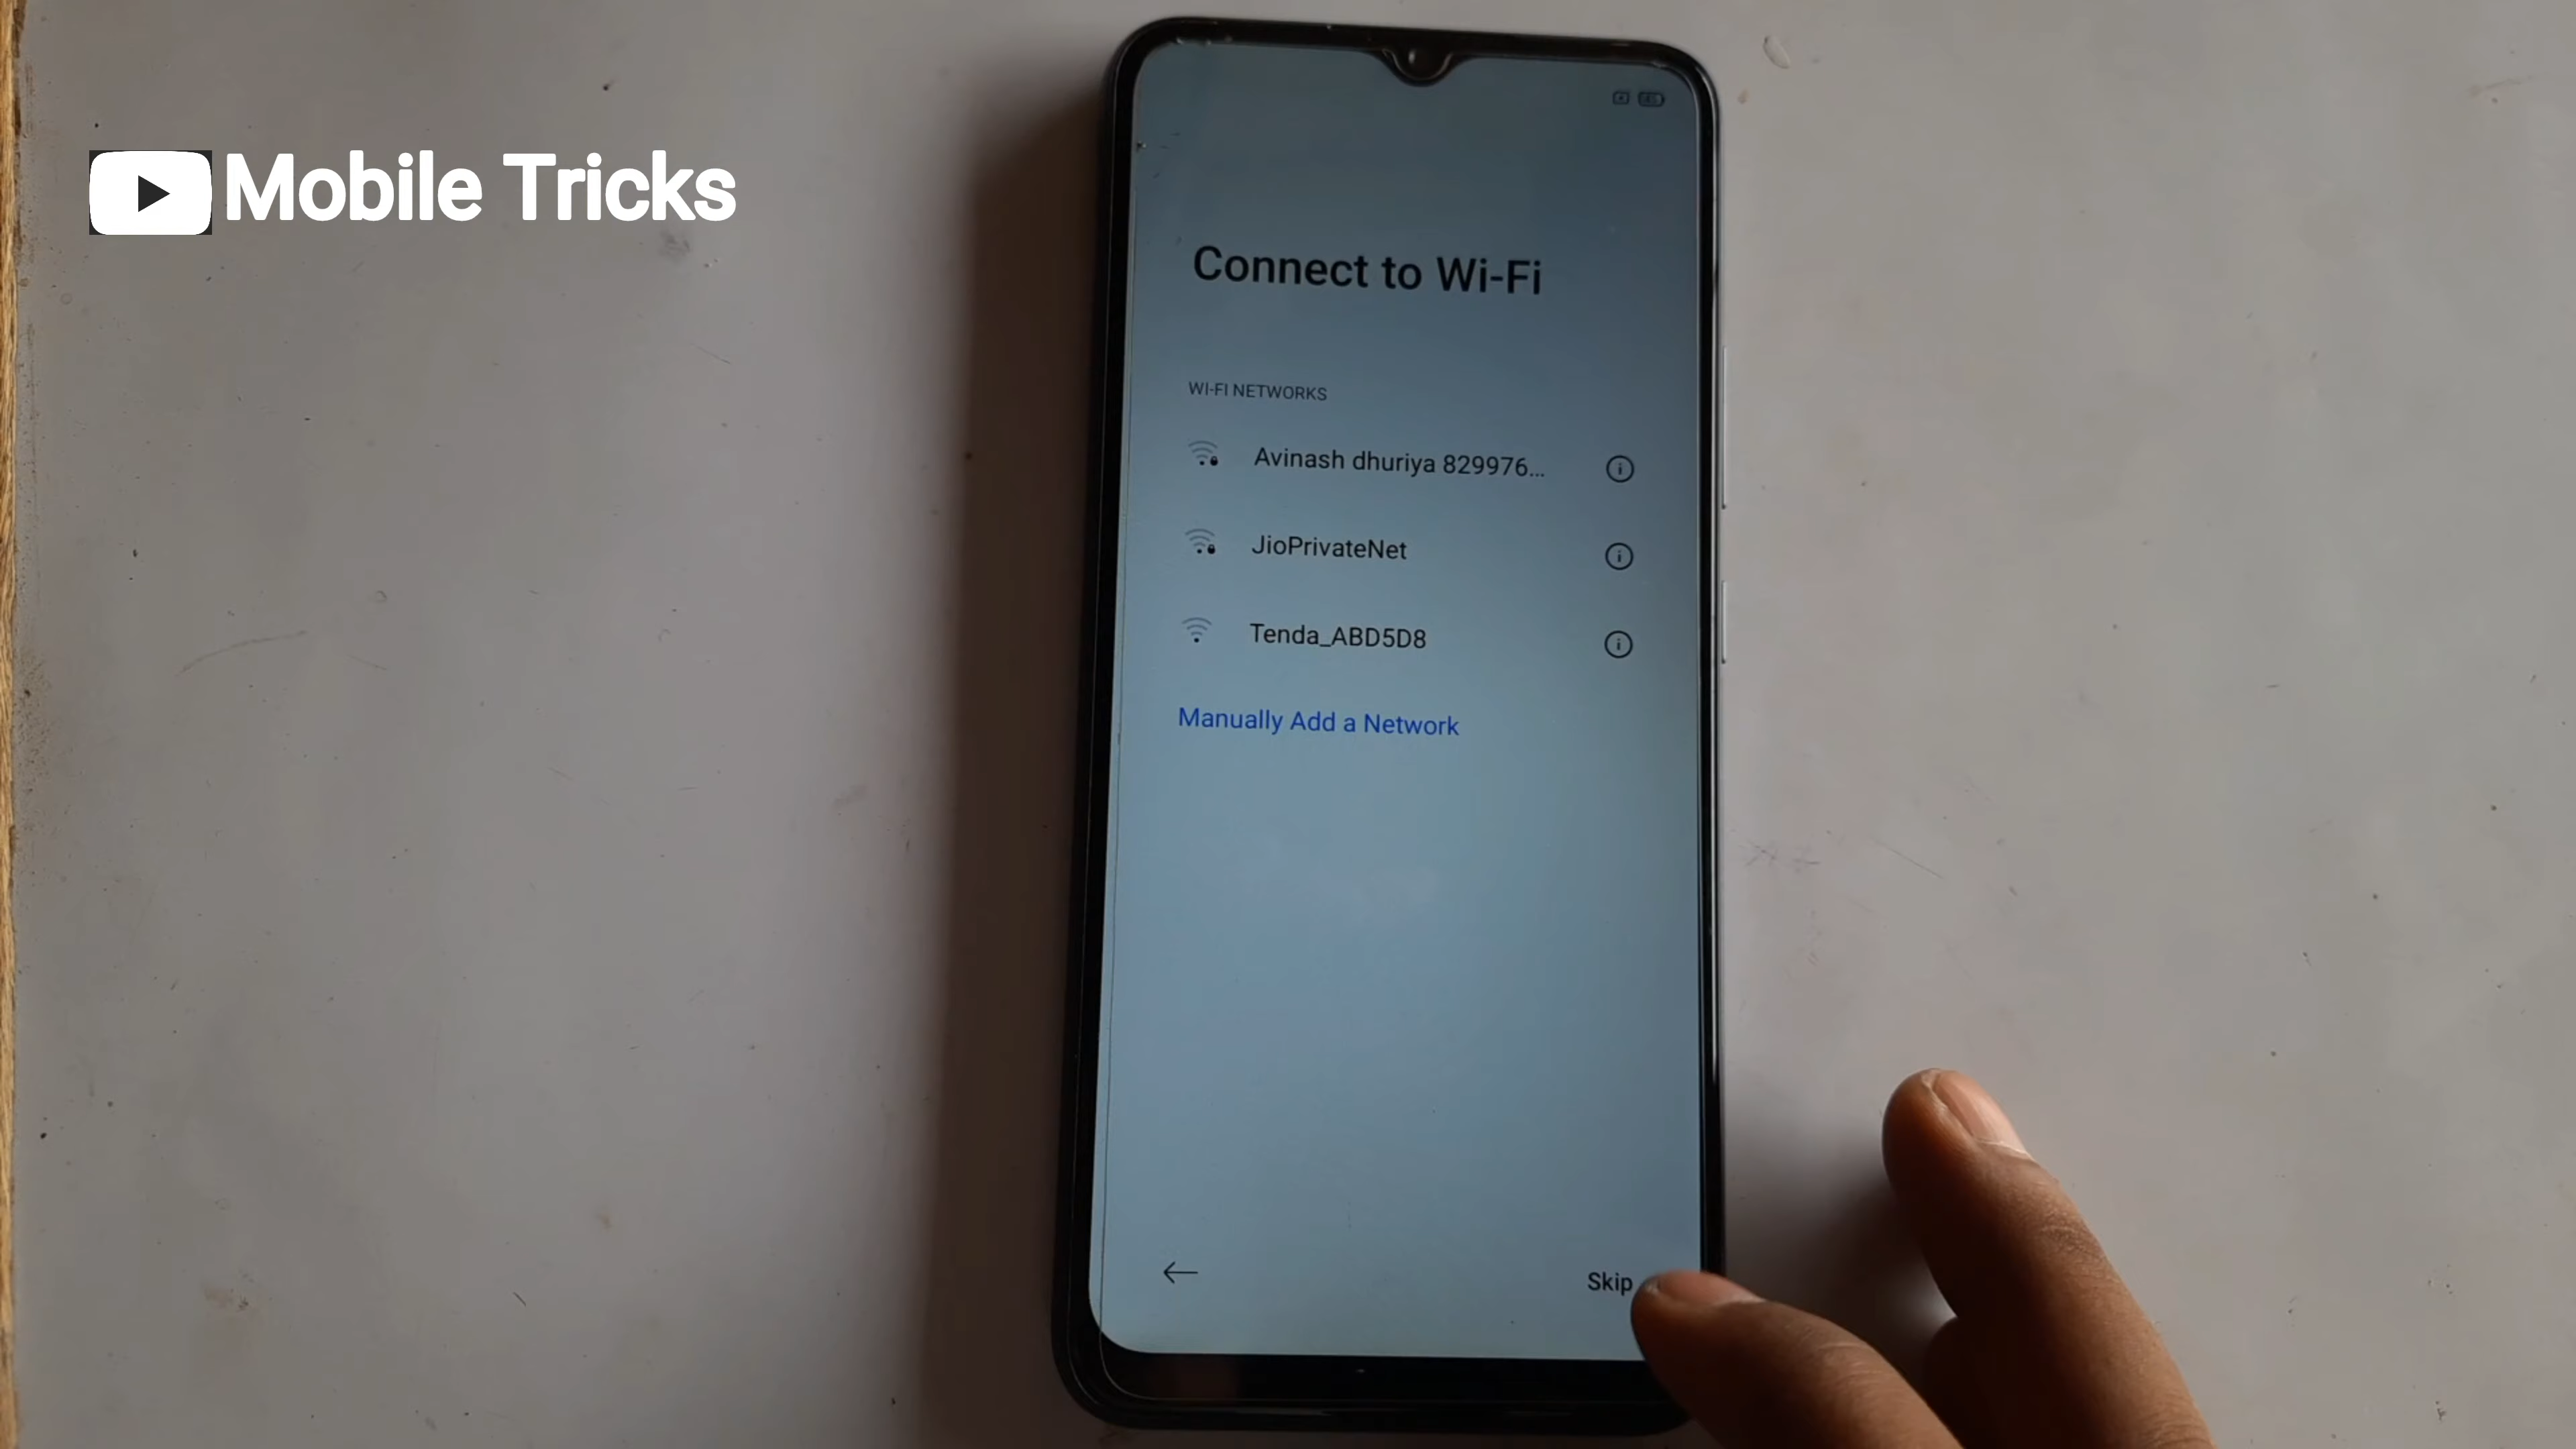 Mobile Tricks
Connect to Wi-Fi
WI-FI NETWORKS
Avinash dhuriya 829976...
JioPrivateNet
Tenda_ABD5D8
Manually Add a Network
Skip